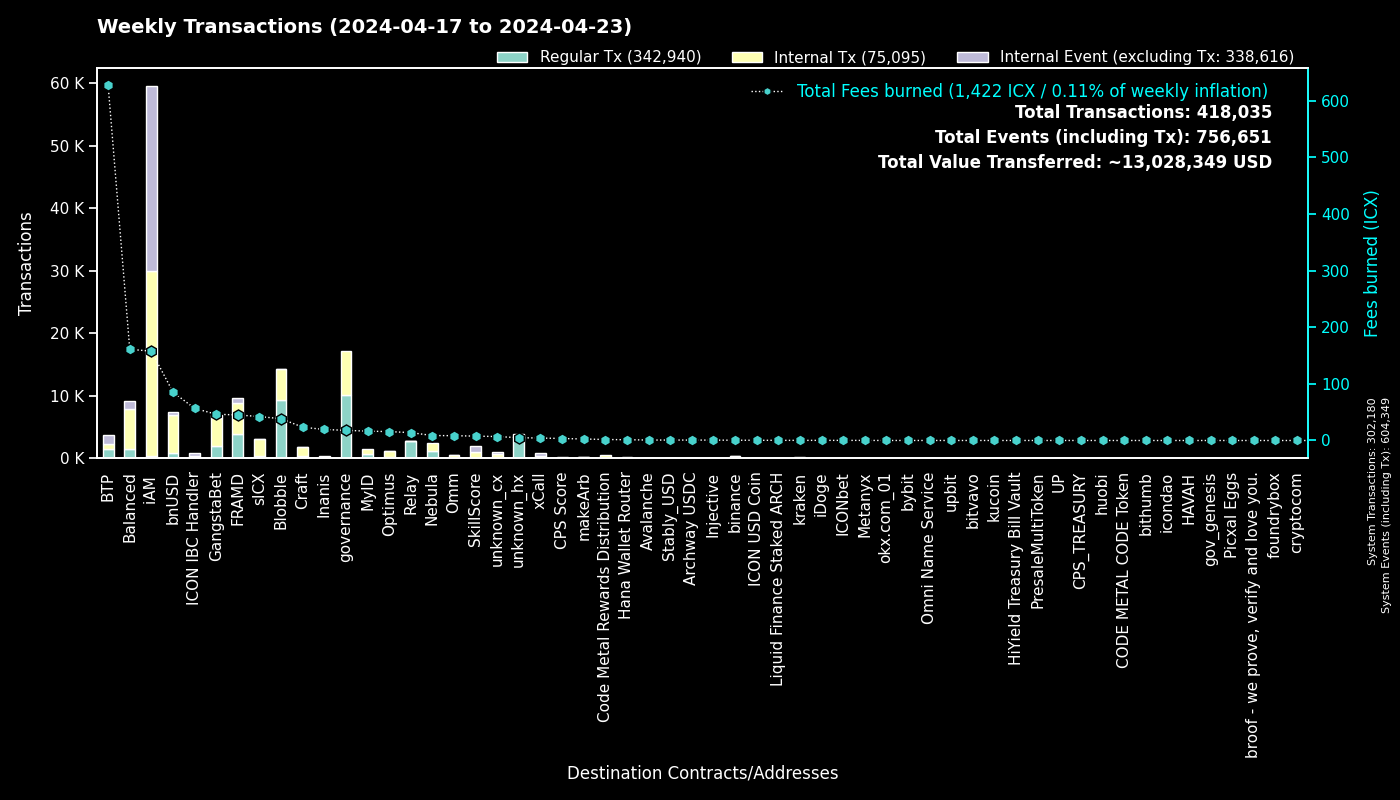 Weekly Transactions (2024-04-17 to 2024-04-23)
Regular Tx (342,940)
Internal Tx (75,095)
Internal Event (excluding Tx: 338,616)
Total Fees burned (1,422 ICX / 0.11% of weekly inflation)
Total Transactions: 418,035
Total Events (including Tx): 756,651
Total Value Transferred: ~13,028,349 USD
Transactions
60 K
50 K
40 K
30 K
20 K
10 K
0 K
600
500
400
300
200
100
0
Fees burned (ICX)
BTP
Balanced
iAM
bnUSD
ICON IBC Handler
GangstaBet
FRAMD
sICX
Blobble
Craft
Inanis
governance
MyID
Optimus
Relay
Nebula
Omm
SkillScore
unknown_cx
unknown_hx
xCall
CPS Score
makeArb
Code Metal Rewards Distribution
Hana Wallet Router
Avalanche
Stably_USD
Archway USDC
Injective
binance
ICON USD Coin
Liquid Finance Staked ARCH
kraken
iDoge
ICONbet
Metanyx
okx.com_01
bybit
Omni Name Service
upbit
bitvavo
kucoin
HiYield Treasury Bill Vault
PresaleMultiToken
UP
CPS_TREASURY
huobi
CODE METAL CODE Token
bithumb
icondao
HAVAH
gov_genesis
Picxal Eggs
broof - we prove, verify and love you.
foundrybox
cryptocom
Destination Contracts/Addresses
System Transactions: 302,180
System Events (including Tx): 604,349